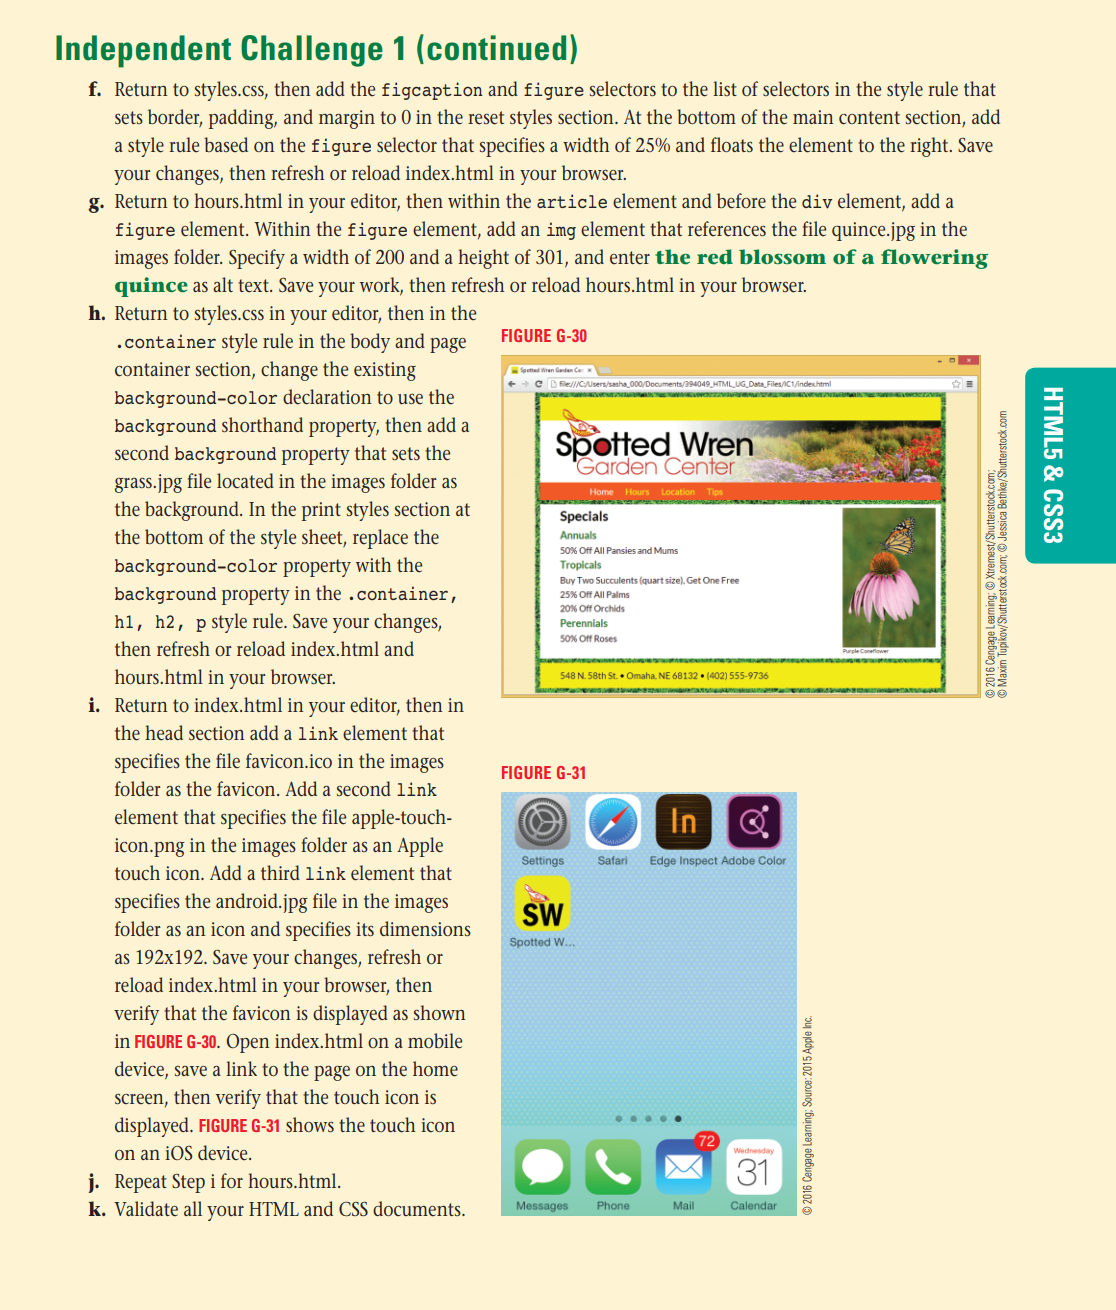 Independent Challenge 1 (continued)
f. Return to styles.css, then add the figcaption and figure selectors to the list of selectors in the style rule that
sets border, padding, and margin to 0 in the reset styles section. At the bottom of the main content section, add
a style rule based on the figure selector that specifies a width of 25% and floats the element to the right. Save
your changes, then refresh or reload index.html in your browser.
g. Return to hours.html in your editor, then within the article element and before the div element, add a
figure element. Within the figure element, add an img element that references the file quince.jpg in the
images folder. Specify a width of 200 and a height of 301, and enter the red blossom of a flowering
quince as alt text. Save your work, then refresh or reload hours.html in your browser.
h. Return to styles.css in your editor, then in the
.container style rule in the body and page
container section, change the existing
background-color declaration to use the
background shorthand property, then add a
second background property that sets the
grass.jpg file located in the images folder as
the background. In the print styles section at
the bottom of the style sheet, replace the
background-color property with the
background property in the .container,
h1, h2, p style rule. Save your changes,
then refresh or reload index.html and
hours.html in your browser.
i. Return to index.html in your editor, then in
the head section add a link element that
specifies the file favicon.ico in the images
folder as the favicon. Add a second link
element that specifies the file apple-touch-
icon.png in the images folder as an Apple
touch icon. Add a third link element that
specifies the android.jpg file in the images
folder as an icon and specifies its dimensions
as 192x192. Save your changes, refresh or
reload index.html in your browser, then
verify that the favicon is displayed as shown
in FIGURE G-30. Open index.html on a mobile
device, save a link to the page on the home
screen, then verify that the touch icon is
displayed. FIGURE G-31 shows the touch icon
on an iOS device.
j. Repeat Step i for hours.html.
k. Validate all your HTML and CSS documents.
FIGURE G-30
Spotted Wren Garden Cen
file:///C:/Users/sasha_000/Documents/394049_HTML_UG_Data_Files/IC1/index.html
Spotted Wren
Garden Center
Home Hours Location Tips
Specials
Annuals
50% Off All Pansies and Mums
Tropicals
Buy Two Succulents (quart size), Get One Free
25% Off All Palms
20% Off Orchids
Perennials
50% Off Roses
Purple Coneflower
548 N. 58th St. • Omaha, NE 68132 • (402) 555-9736
© 2016 Cengage Learning; © Xtremest/Shutterstock.com;
© Maxim Tupikov/Shutterstock.com; © Jessica Bethke/Shutterstock.com
HTML5 & CSS3
FIGURE G-31
In
Settings Safari Edge Inspect Adobe Color
SW
Spotted W...
72
Wednesday
31
Messages Phone Mail Calendar
© 2016 Cengage Learning; Source: 2015 Apple Inc.